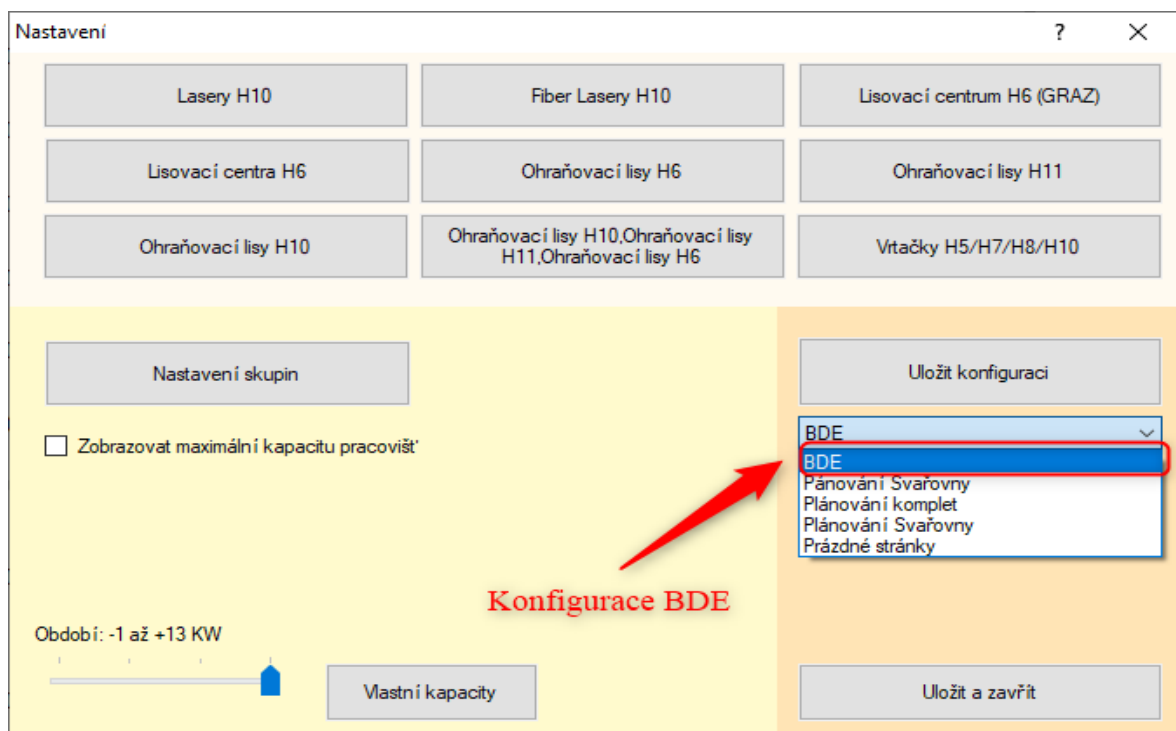 Nastavení
?
Lasery H10
Fiber Lasery H10
Lisovací centrum H6 (GRAZ)
Lisovací centra H6
Ohraňovací lisy H6
Ohraňovací lisy H11
Ohraňovací lisy H10
Ohraňovací lisy H10,Ohraňovací lisy
H11,Ohraňovací lisy H6
Vrtačky H5/H7/H8/H10
Nastavení skupin
Uložit konfiguraci
Zobrazovat maximální kapacitu pracovišť
BDE
BDE
Pánování Svařovny
Plánování komplet
Plánování Svařovny
Prázdné stránky
Konfigurace BDE
Období: -1 až +13 KW
Vlastní kapacity
Uložit a zavřít